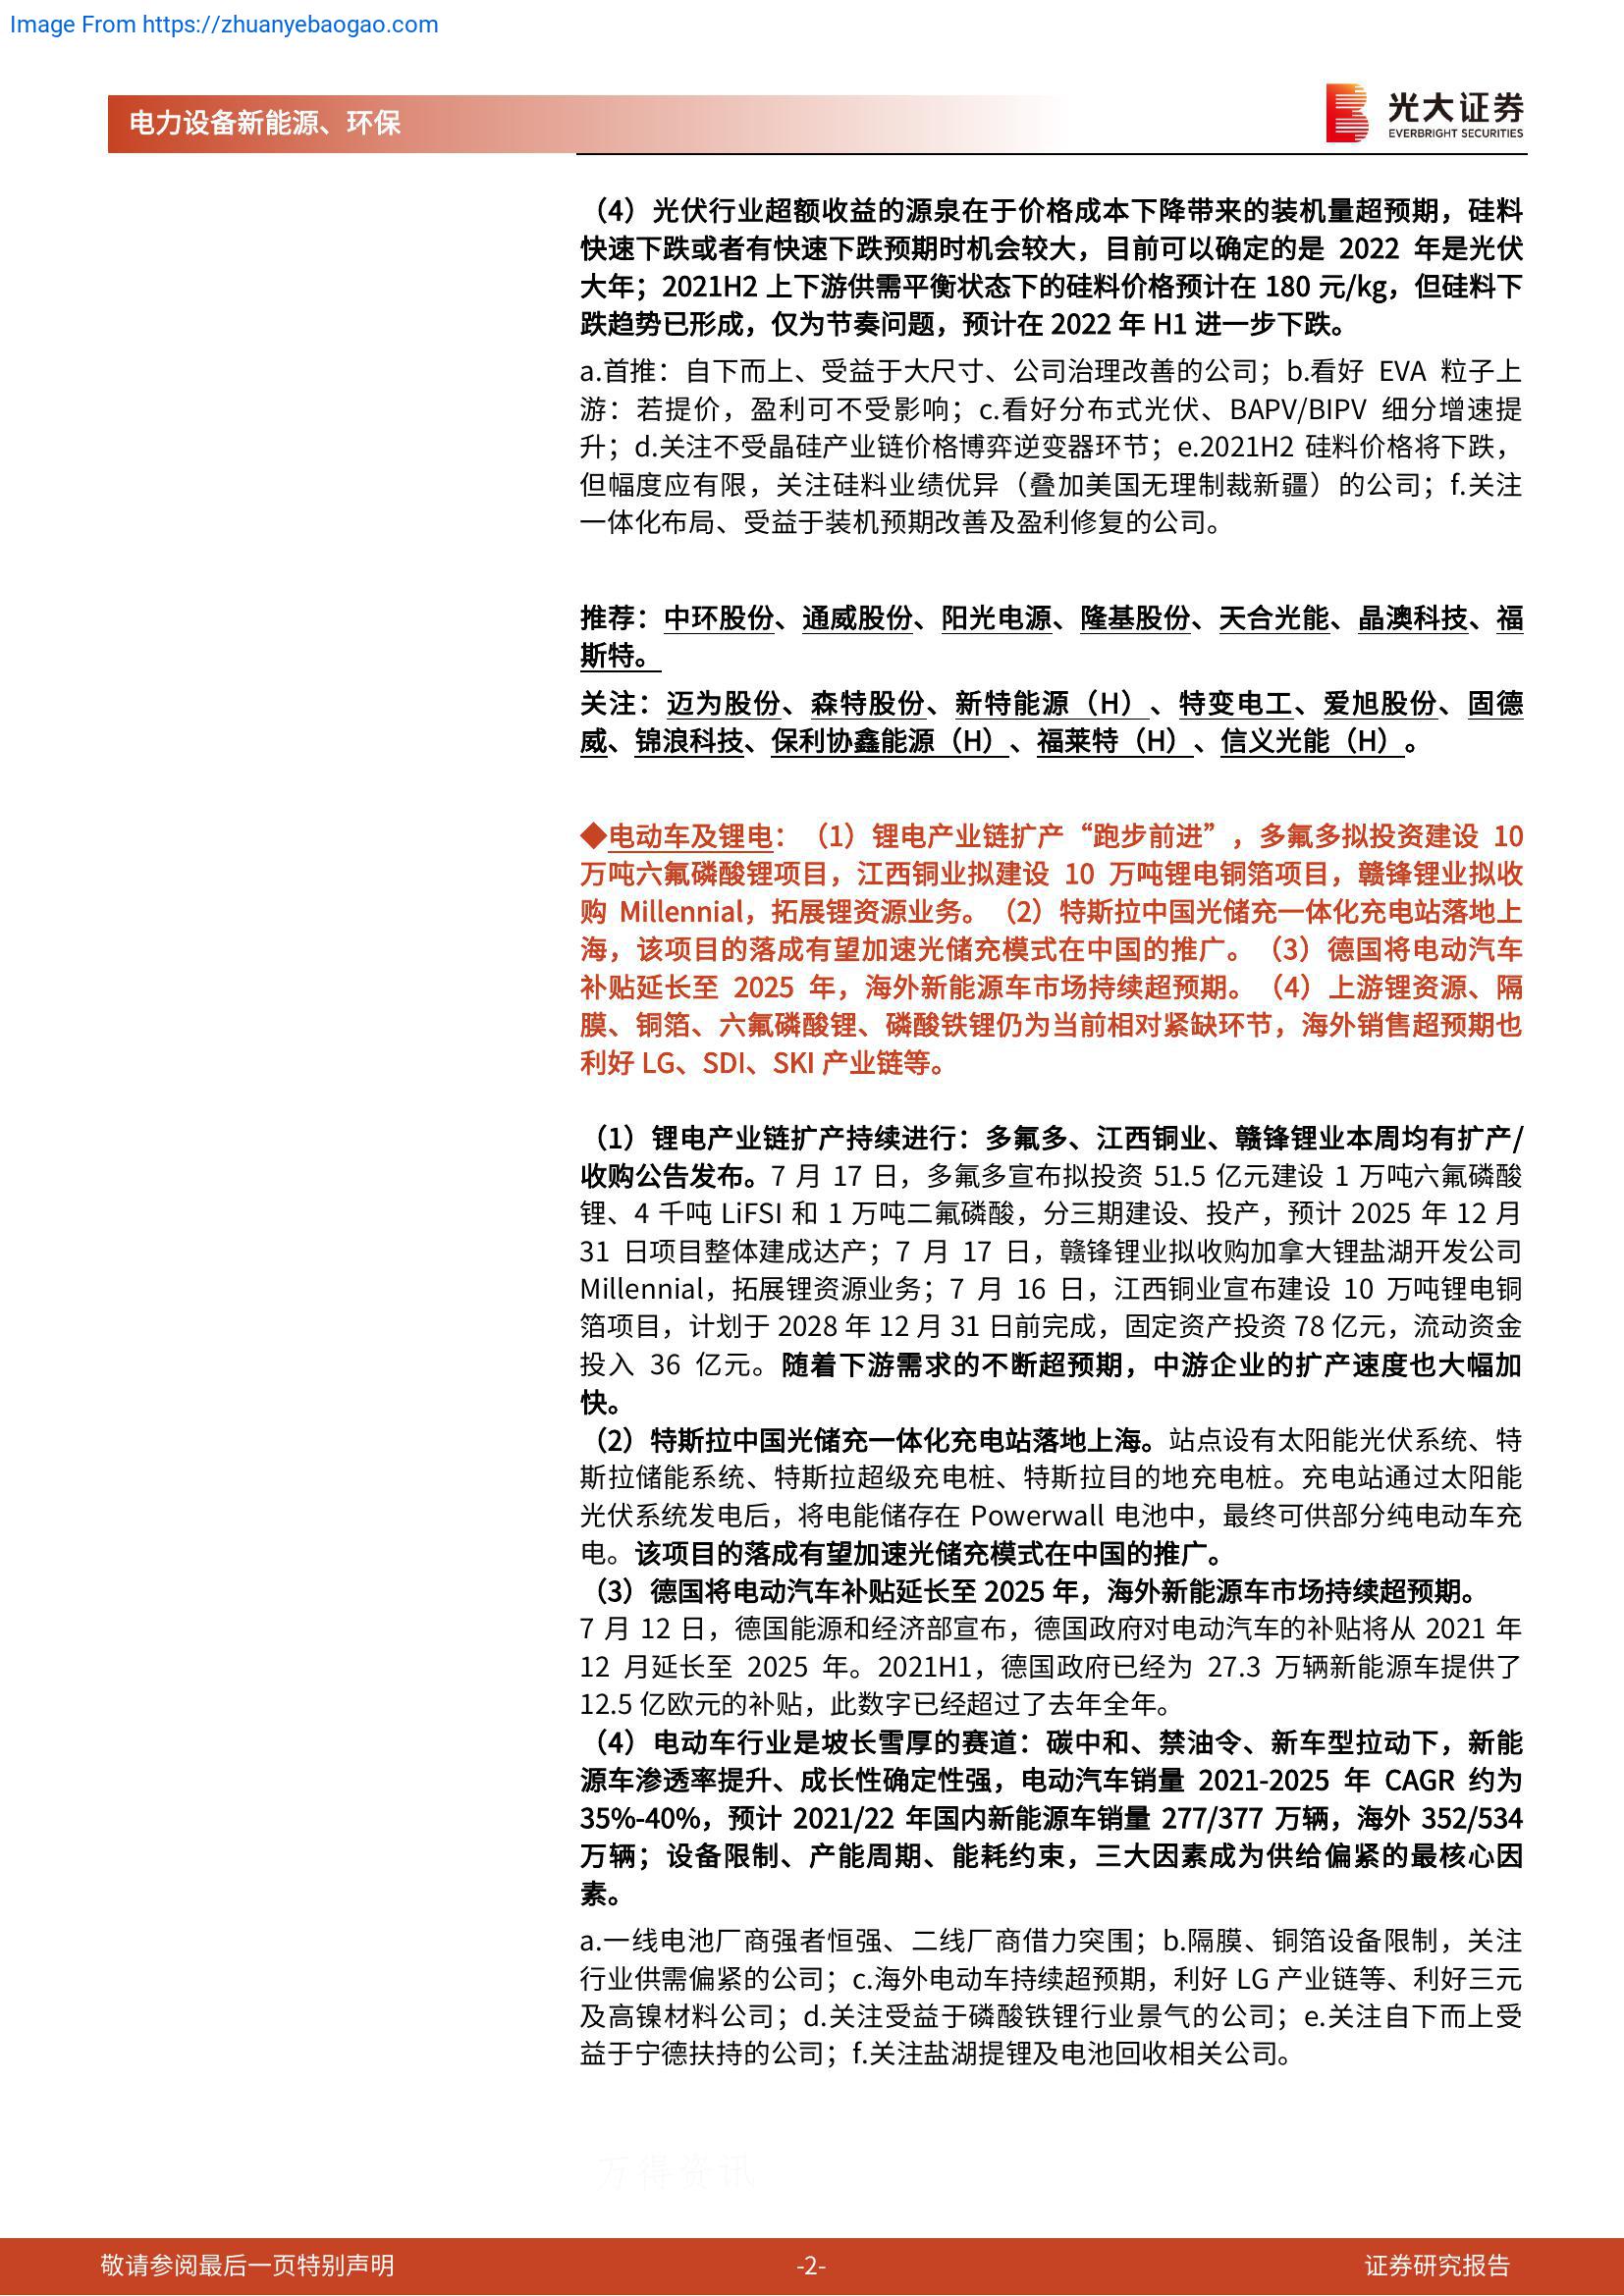 Image From https://zhuanyebaogao.com
电力设备新能源、环保
光大证券
EVERBRIGHT SECURITIES
（4）光伏行业超额收益的源泉在于价格成本下降带来的装机量超预期，硅料
快速下跌或者有快速下跌预期时机会较大，目前可以确定的是 2022 年是光伏
大年；2021H2 上下游供需平衡状态下的硅料价格预计在 180 元/kg，但硅料下
跌趋势已形成，仅为节奏问题，预计在 2022 年 H1 进一步下跌。
a.首推：自下而上、受益于大尺寸、公司治理改善的公司；b.看好 EVA 粒子上
游：若提价，盈利可不受影响；c.看好分布式光伏、BAPV/BIPV 细分增速提
升；d.关注不受晶硅产业链价格博弈逆变器环节；e.2021H2 硅料价格将下跌，
但幅度应有限，关注硅料业绩优异（叠加美国无理制裁新疆）的公司；f.关注
一体化布局、受益于装机预期改善及盈利修复的公司。
推荐：中环股份、通威股份、阳光电源、隆基股份、天合光能、晶澳科技、福
斯特。
关注：迈为股份、森特股份、新特能源（H）、特变电工、爱旭股份、固德
威、锦浪科技、保利协鑫能源（H）、福莱特（H）、信义光能（H）。
◆电动车及锂电：（1）锂电产业链扩产“跑步前进”，多氟多拟投资建设 10
万吨六氟磷酸锂项目，江西铜业拟建设 10 万吨锂电铜箔项目，赣锋锂业拟收
购 Millennial，拓展锂资源业务。（2）特斯拉中国光储充一体化充电站落地上
海，该项目的落成有望加速光储充模式在中国的推广。（3）德国将电动汽车
补贴延长至 2025 年，海外新能源车市场持续超预期。（4）上游锂资源、隔
膜、铜箔、六氟磷酸锂、磷酸铁锂仍为当前相对紧缺环节，海外销售超预期也
利好 LG、SDI、SKI 产业链等。
（1）锂电产业链扩产持续进行：多氟多、江西铜业、赣锋锂业本周均有扩产/
收购公告发布。7 月 17 日，多氟多宣布拟投资 51.5 亿元建设 1 万吨六氟磷酸
锂、4 千吨 LiFSI 和 1 万吨二氟磷酸，分三期建设、投产，预计 2025 年 12 月
31 日项目整体建成达产；7 月 17 日，赣锋锂业拟收购加拿大锂盐湖开发公司
Millennial，拓展锂资源业务；7 月 16 日，江西铜业宣布建设 10 万吨锂电铜
箔项目，计划于 2028 年 12 月 31 日前完成，固定资产投资 78 亿元，流动资金
投入 36 亿元。随着下游需求的不断超预期，中游企业的扩产速度也大幅加
快。
（2）特斯拉中国光储充一体化充电站落地上海。站点设有太阳能光伏系统、特
斯拉储能系统、特斯拉超级充电桩、特斯拉目的地充电桩。充电站通过太阳能
光伏系统发电后，将电能储存在 Powerwall 电池中，最终可供部分纯电动车充
电。该项目的落成有望加速光储充模式在中国的推广。
（3）德国将电动汽车补贴延长至 2025 年，海外新能源车市场持续超预期。
7 月 12 日，德国能源和经济部宣布，德国政府对电动汽车的补贴将从 2021 年
12 月延长至 2025 年。2021H1，德国政府已经为 27.3 万辆新能源车提供了
12.5 亿欧元的补贴，此数字已经超过了去年全年。
（4）电动车行业是坡长雪厚的赛道：碳中和、禁油令、新车型拉动下，新能
源车渗透率提升、成长性确定性强，电动汽车销量 2021-2025 年 CAGR 约为
35%-40%，预计 2021/22 年国内新能源车销量 277/377 万辆，海外 352/534
万辆；设备限制、产能周期、能耗约束，三大因素成为供给偏紧的最核心因
素。
a.一线电池厂商强者恒强、二线厂商借力突围；b.隔膜、铜箔设备限制，关注
行业供需偏紧的公司；c.海外电动车持续超预期，利好 LG 产业链等、利好三元
及高镍材料公司；d.关注受益于磷酸铁锂行业景气的公司；e.关注自下而上受
益于宁德扶持的公司；f.关注盐湖提锂及电池回收相关公司。
万得资讯
敬请参阅最后一页特别声明
-2-
证券研究报告